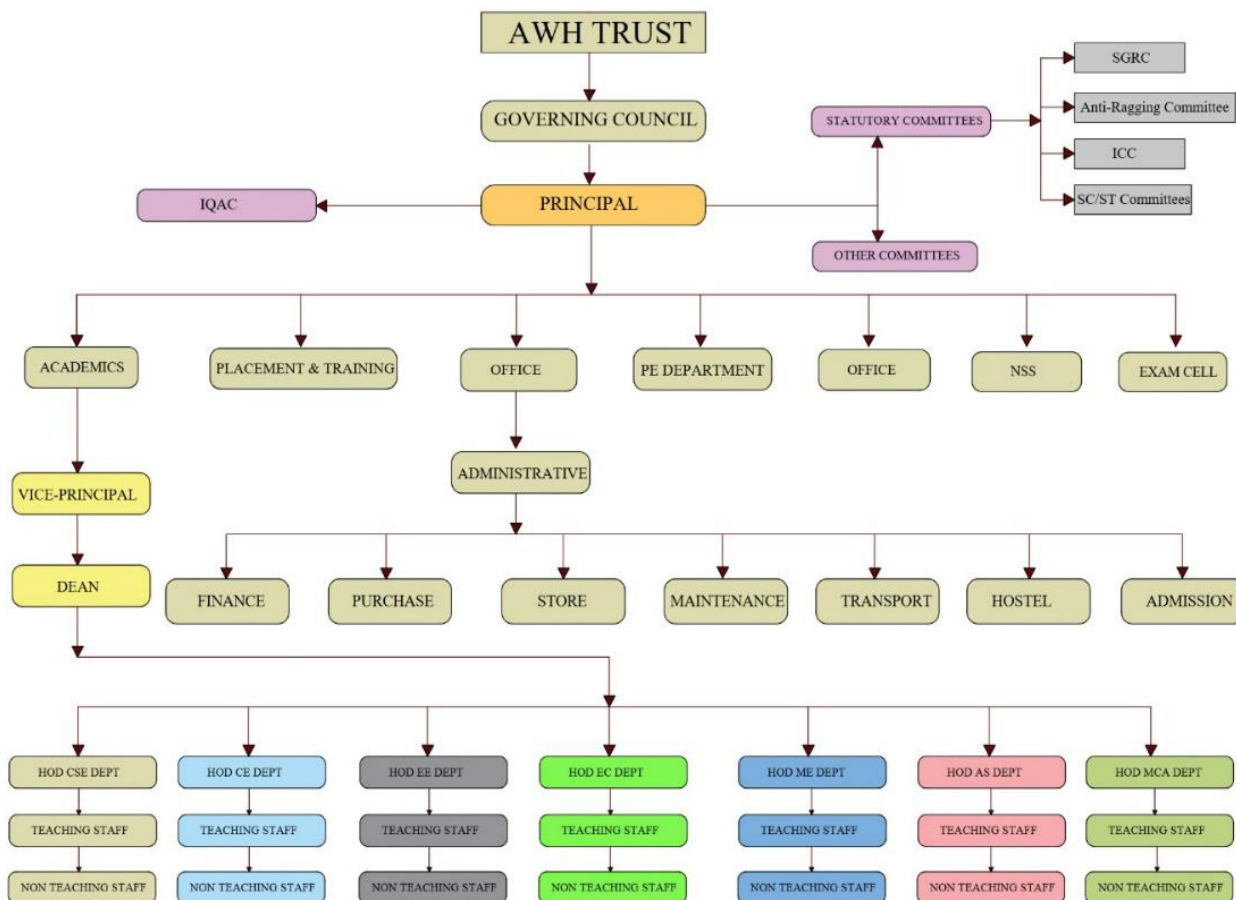 AWH TRUST
SGRC
Anti-Ragging Committee
GOVERNING COUNCIL
STATUTORY COMMITTEES
ICC
IQAC
PRINCIPAL
SC/ST Committees
OTHER COMMITTEES
ACADEMICS
PLACEMENT & TRAINING
OFFICE
PE DEPARTMENT
OFFICE
NSS
EXAM CELL
ADMINISTRATIVE
VICE-PRINCIPAL
DEAN
FINANCE
PURCHASE
STORE
MAINTENANCE
TRANSPORT
HOSTEL
ADMISSION
HOD CSE DEPT
HOD CE DEPT
HOD EE DEPT
HOD EC DEPT
HOD ME DEPT
HOD AS DEPT
HOD MCA DEPT
TEACHING STAFF
TEACHING STAFF
TEACHING STAFF
TEACHING STAFF
TEACHING STAFF
TEACHING STAFF
TEACHING STAFF
NON TEACHING STAFF
NON TEACHING STAFF
NON TEACHING STAFF
NON TEACHING STAFF
NON TEACHING STAFF
NON TEACHING STAFF
NON TEACHING STAFF